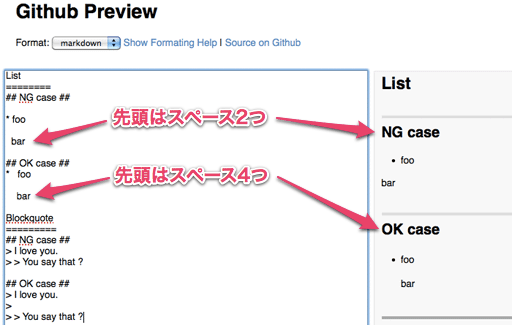 Github Preview
Format: markdown Show Formating Help | Source on Github
List
========
## NG case ##
* foo
bar
## OK case ##
*   foo
bar
Blockquote
=========
## NG case ##
> I love you.
> > You say that ?
## OK case ##
> I love you.
>
> > You say that ?
先頭はスペース2つ
先頭はスペース4つ
List
NG case
• foo
bar
OK case
• foo
bar